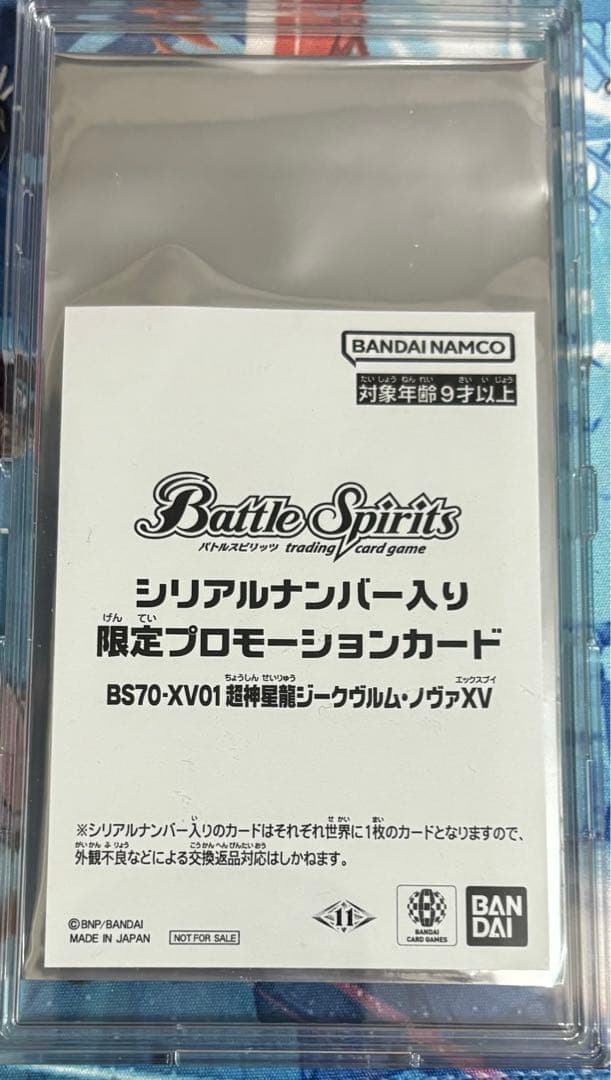 BANDAI NAMCO
たいしょうねんれい さいいじょう
対象年齢9才以上
Battle Spirits
バトルスピリッツ trading card game
シリアルナンバー入り
げんてい
限定プロモーションカード
ちょうしんせいりゅう エックスブイ
BS70-XV01 超神星龍ジークヴルム・ノヴァXV
い せかい まい
※シリアルナンバー入りのカードはそれぞれ世界に1枚のカードとなりますので、
がいかんふりょう こうかんへんぴんたいおう
外観不良などによる交換返品対応はしかねます。
©BNP/BANDAI
MADE IN JAPAN
NOT FOR SALE
11
B
BANDAI
CARD GAMES
BAN
DAI